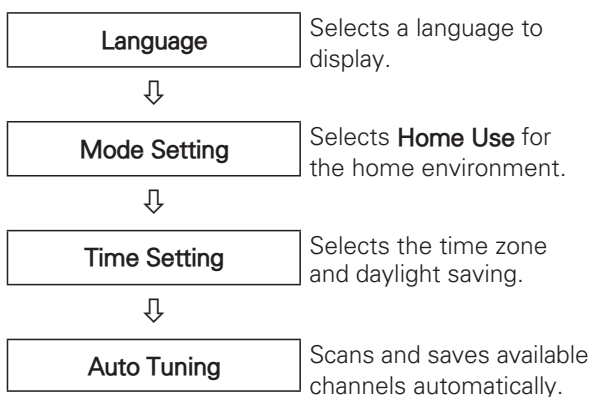 Language
Selects a language to
display.
⇩
Mode Setting
Selects Home Use for
the home environment.
⇩
Time Setting
Selects the time zone
and daylight saving.
⇩
Auto Tuning
Scans and saves available
channels automatically.